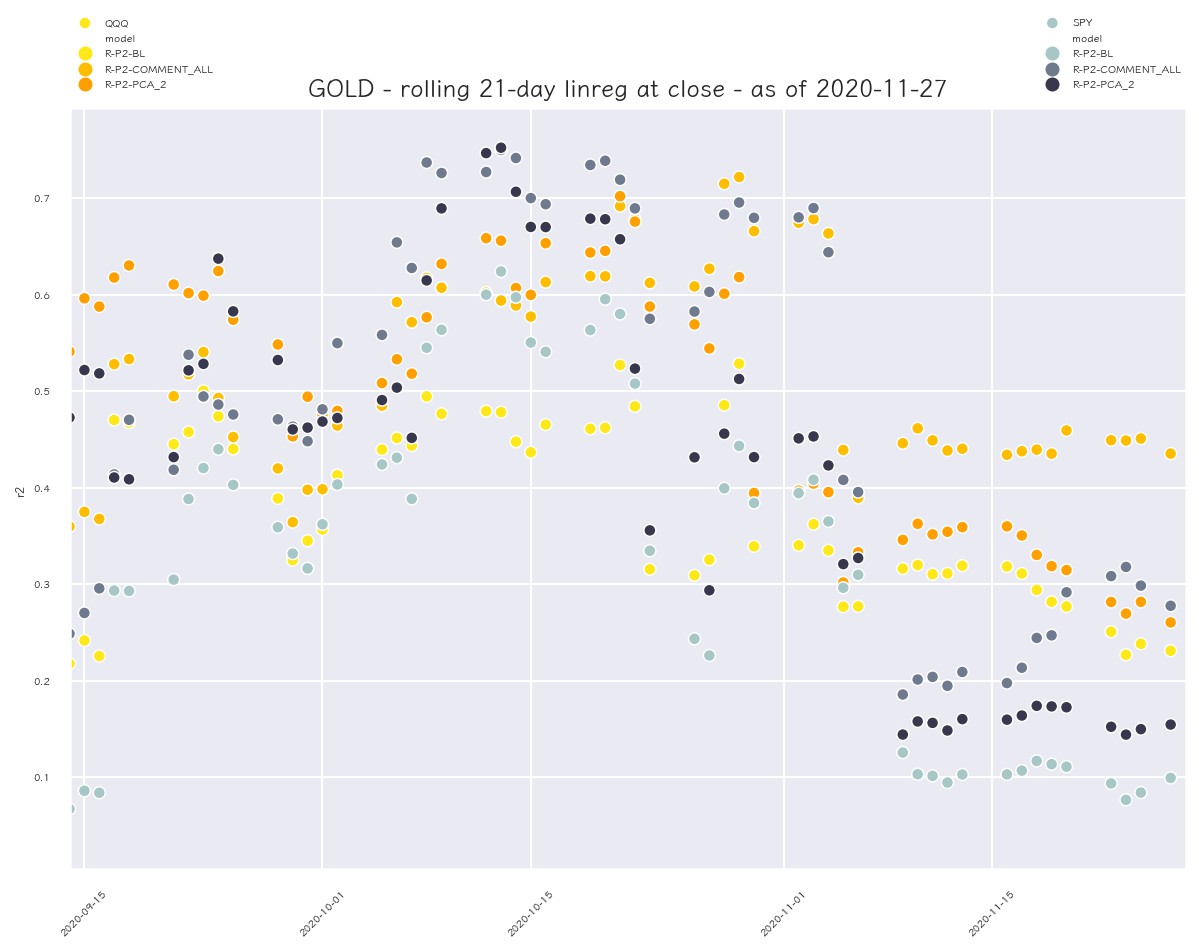 QQQ
model
R-P2-BL
R-P2-COMMENT_ALL
R-P2-PCA_2
SPY
model
R-P2-BL
R-P2-COMMENT_ALL
R-P2-PCA_2
GOLD - rolling 21-day linreg at close - as of 2020-11-27
0.7
0.6
0.5
0.4
0.3
0.2
0.1
r2
2020-09-15
2020-10-01
2020-10-15
2020-11-01
2020-11-15